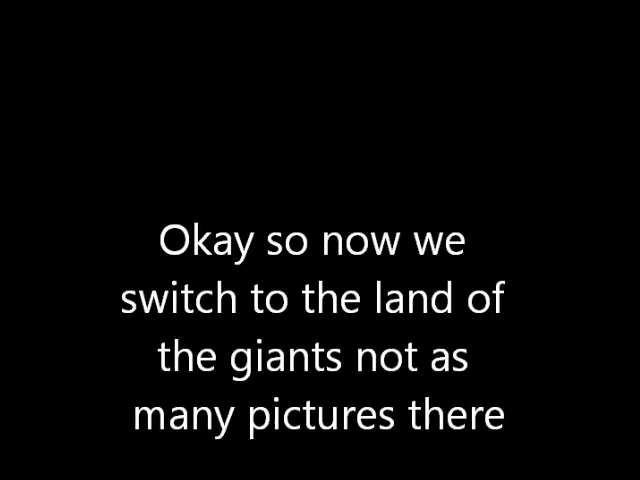 Okay so now we
switch to the land of
the giants not as
many pictures there